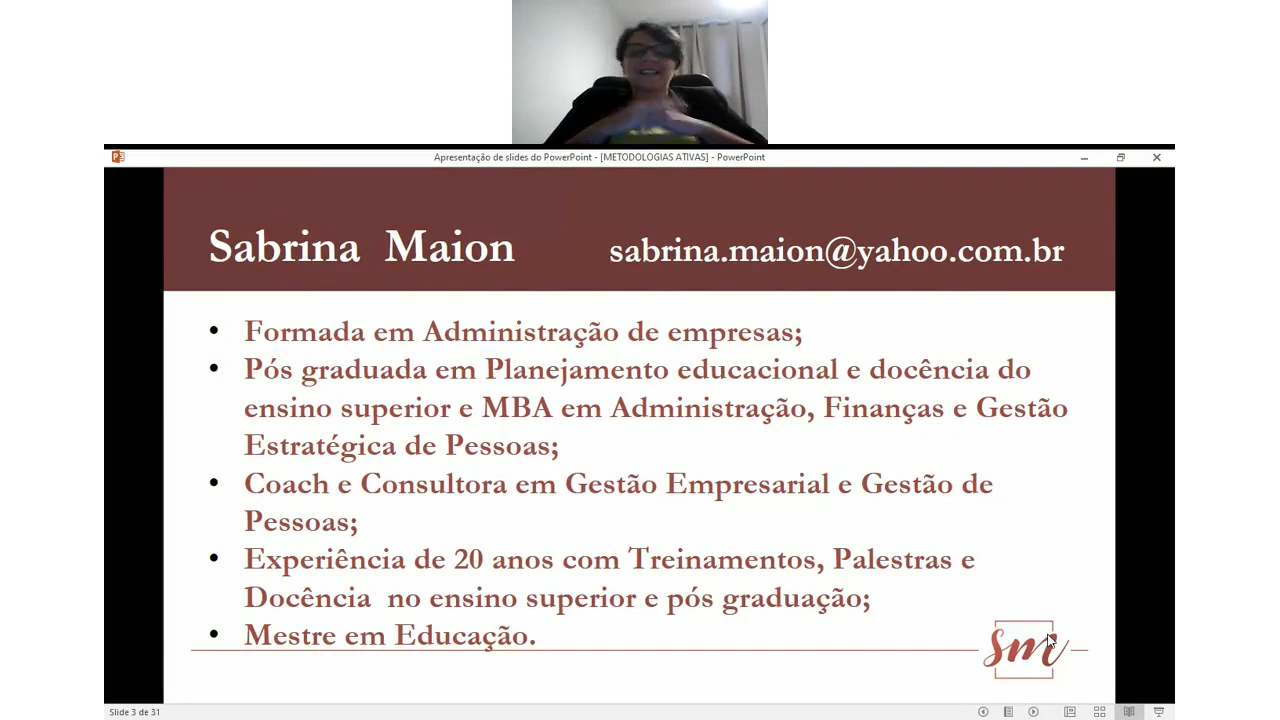 Apresentação de slides do PowerPoint - [METODOLOGIAS ATIVAS] - PowerPoint
Sabrina Maion sabrina.maion@yahoo.com.br
• Formada em Administração de empresas;
• Pós graduada em Planejamento educacional e docência do
ensino superior e MBA em Administração, Finanças e Gestão
Estratégica de Pessoas;
• Coach e Consultora em Gestão Empresarial e Gestão de
Pessoas;
• Experiência de 20 anos com Treinamentos, Palestras e
Docência no ensino superior e pós graduação;
• Mestre em Educação.
sm
Slide 3 de 31